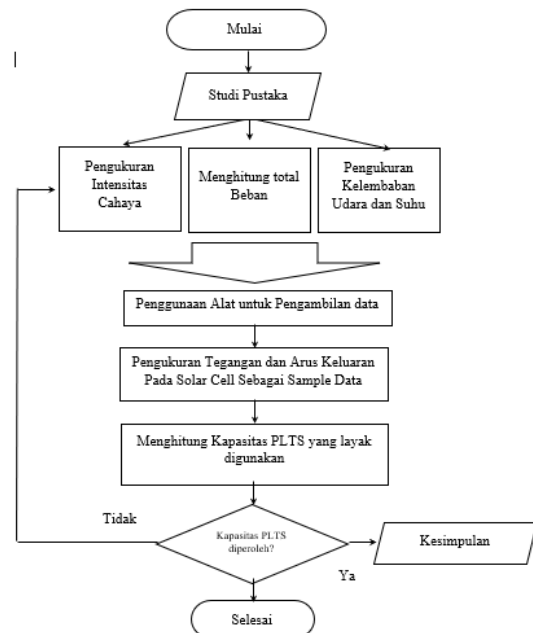 Mulai
Studi Pustaka
Pengukuran
Intensitas
Cahaya
Menghitung total
Beban
Pengukuran
Kelembaban
Udara dan Suhu
Penggunaan Alat untuk Pengambilan data
Pengukuran Tegangan dan Arus Keluaran
Pada Solar Cell Sebagai Sample Data
Menghitung Kapasitas PLTS yang layak
digunakan
Tidak
Kapasitas PLTS
diperoleh?
Kesimpulan
Ya
Selesai